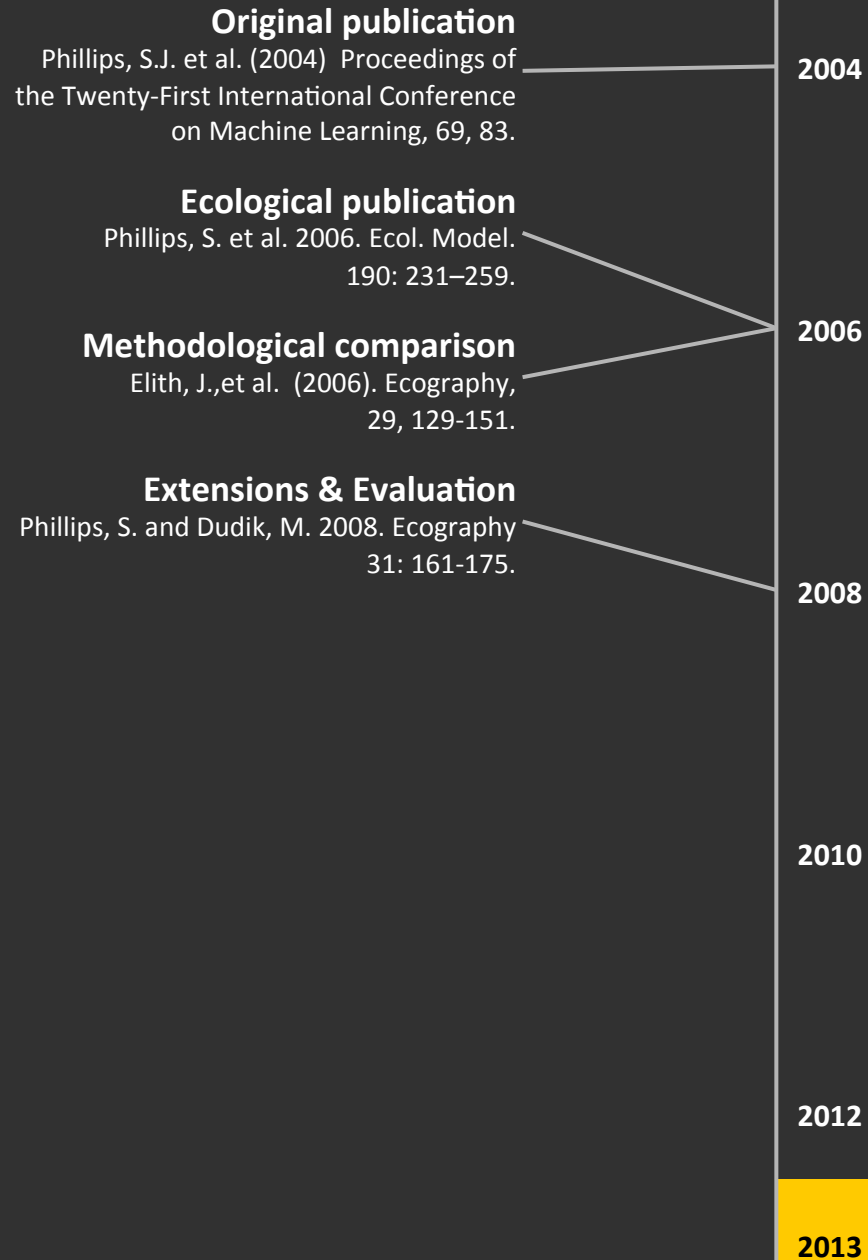 Original publication
Phillips, S.J. et al. (2004)  Proceedings of
the Twenty-First International Conference
on Machine Learning, 69, 83.
2004
Ecological publication
Phillips, S. et al. 2006. Ecol. Model.
190: 231–259.
2006
Methodological comparison
Elith, J.,et al.  (2006). Ecography,
29, 129-151.
Extensions & Evaluation
Phillips, S. and Dudik, M. 2008. Ecography
31: 161-175.
2008
2010
2012
2013